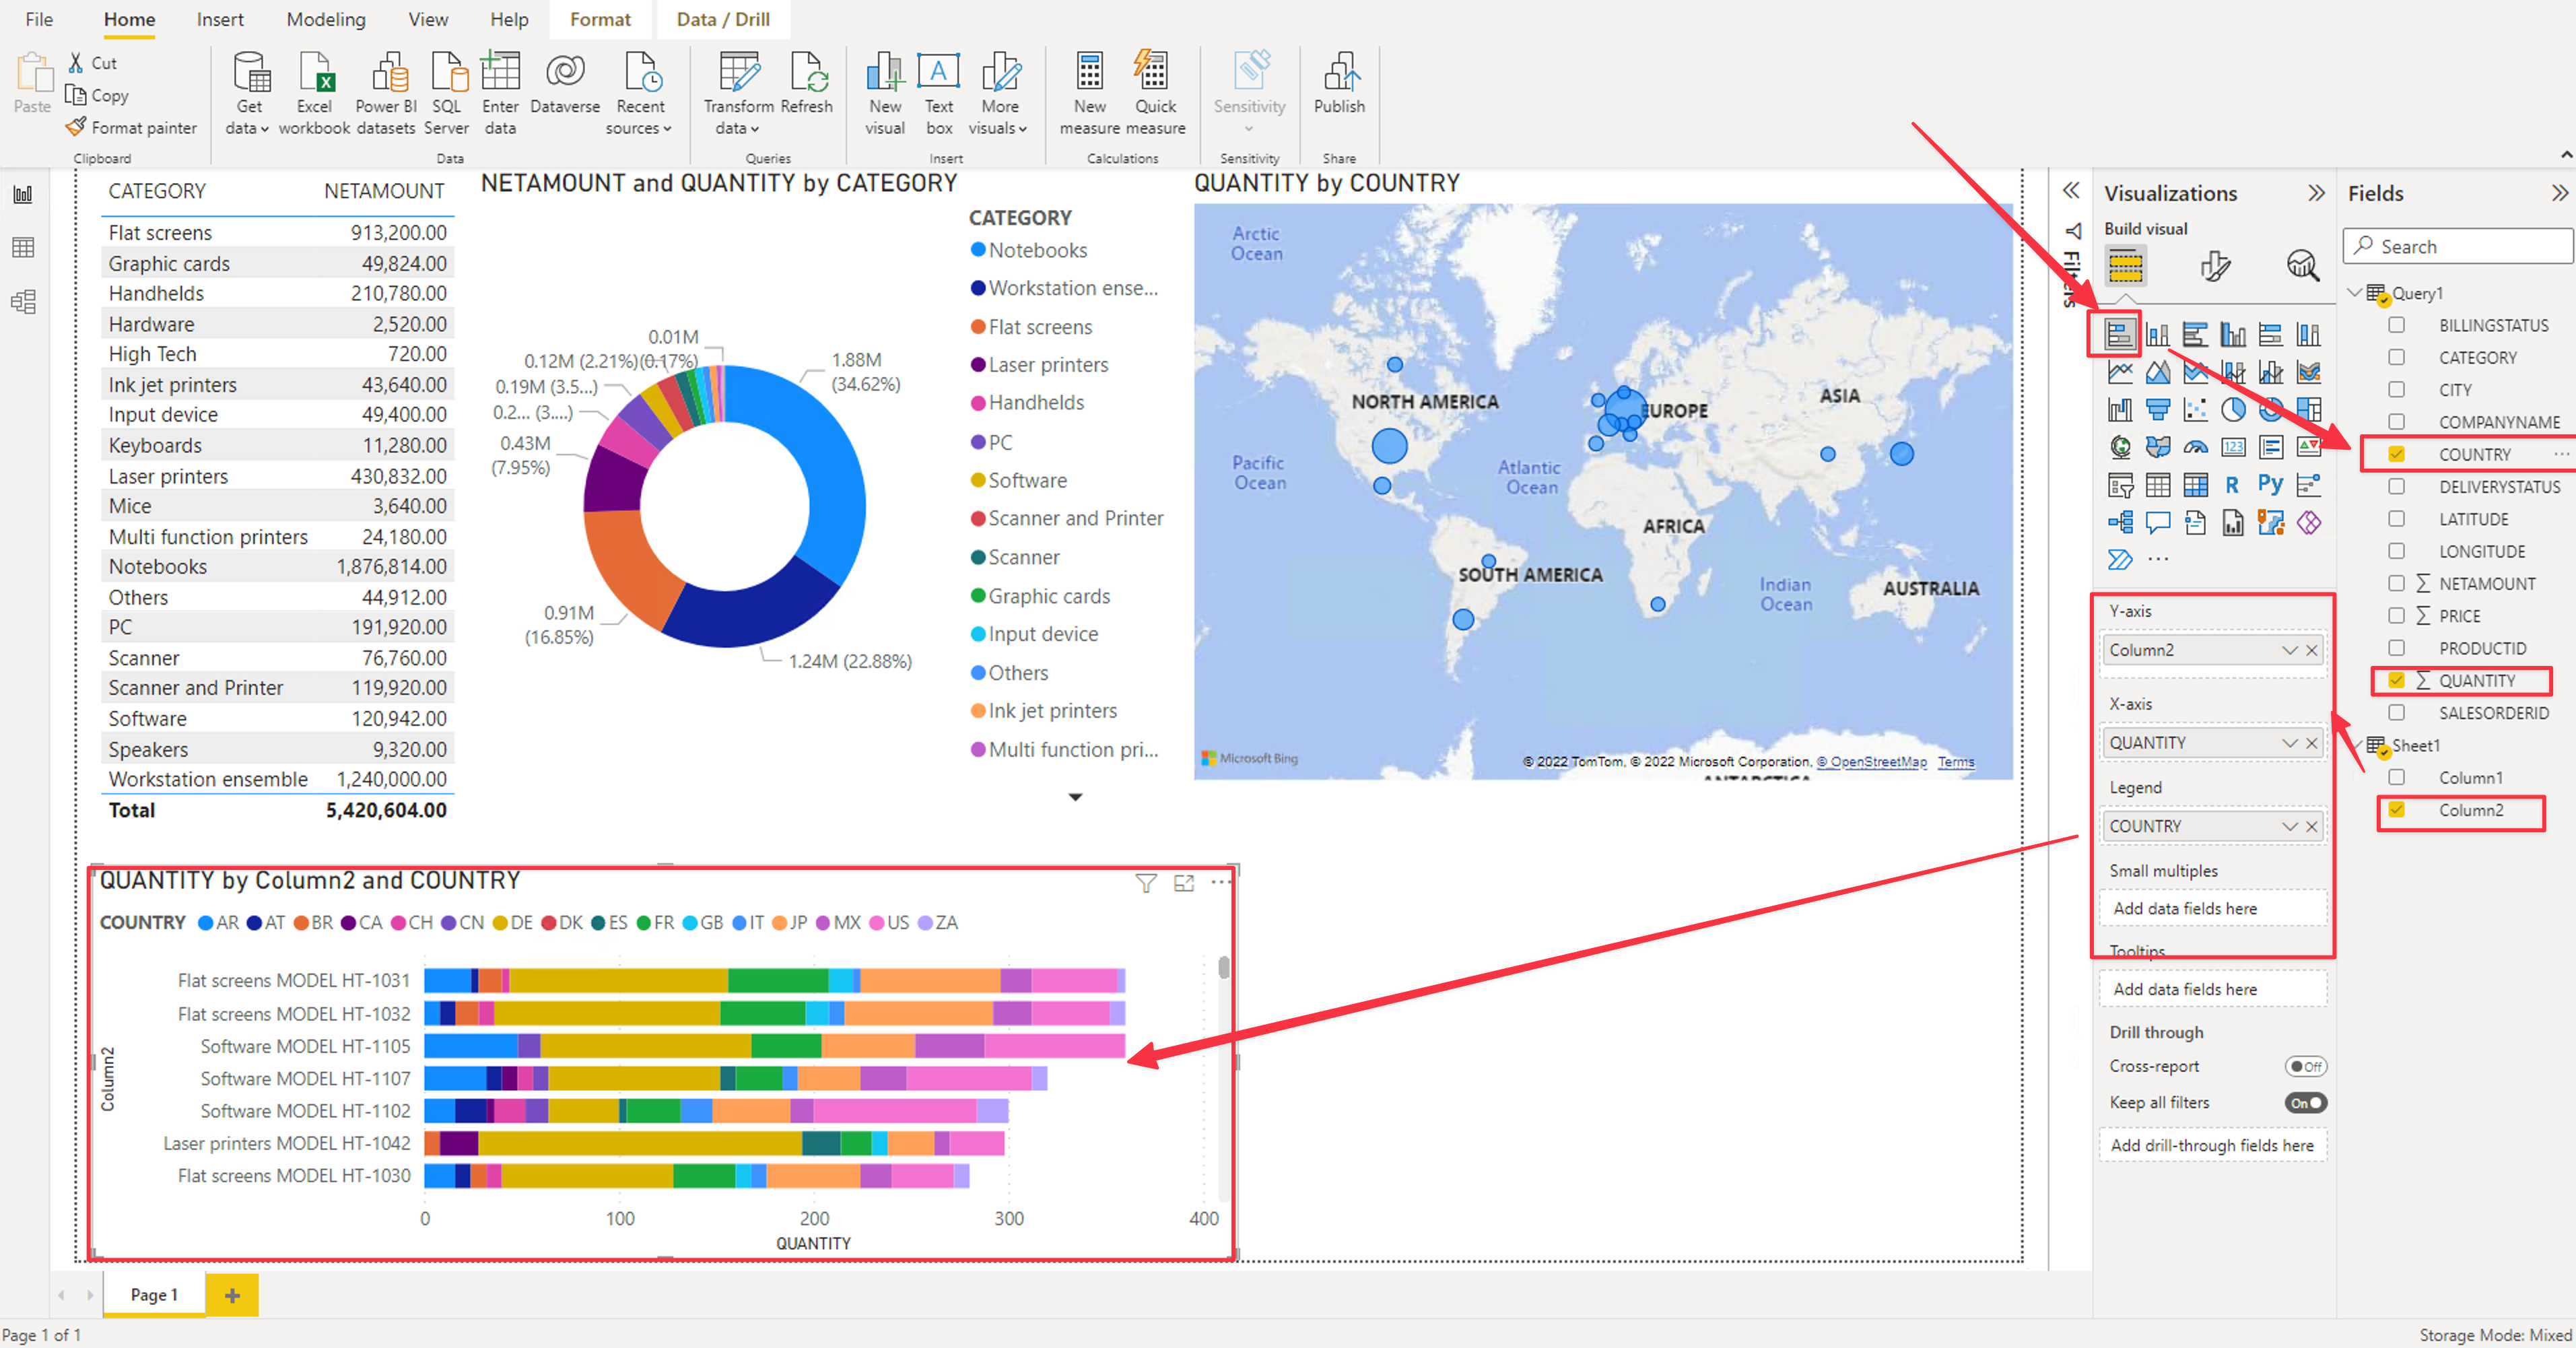 File Home Insert Modeling View Help Format Data / Drill
Paste
Cut
Copy
Format painter
Clipboard
Get data
Excel workbook
Power BI datasets
SQL Server
Enter data
Dataverse
Recent sources
Data
Transform data
Refresh
Queries
New visual
Text box
More visuals
Insert
New measure
Quick measure
Calculations
Sensitivity
Sensitivity
Publish
Share
CATEGORY NETAMOUNT
Flat screens 913,200.00
Graphic cards 49,824.00
Handhelds 210,780.00
Hardware 2,520.00
High Tech 720.00
Ink jet printers 43,640.00
Input device 49,400.00
Keyboards 11,280.00
Laser printers 430,832.00
Mice 3,640.00
Multi function printers 24,180.00
Notebooks 1,876,814.00
Others 44,912.00
PC 191,920.00
Scanner 76,760.00
Scanner and Printer 119,920.00
Software 120,942.00
Speakers 9,320.00
Workstation ensemble 1,240,000.00
Total 5,420,604.00
NETAMOUNT and QUANTITY by CATEGORY
0.01M
(0.17%)
0.12M (2.21%)
0.19M (3.5...)
0.2... (3....)
0.43M
(7.95%)
0.91M
(16.85%)
1.24M (22.88%)
1.88M
(34.62%)
CATEGORY
Notebooks
Workstation ense...
Flat screens
Laser printers
Handhelds
PC
Software
Scanner and Printer
Scanner
Graphic cards
Input device
Others
Ink jet printers
Multi function pri...
QUANTITY by COUNTRY
Arctic
Ocean
NORTH AMERICA
EUROPE
ASIA
Pacific
Ocean
Atlantic
Ocean
AFRICA
SOUTH AMERICA
Indian
Ocean
AUSTRALIA
ANTARCTICA
Microsoft Bing
© 2022 TomTom, © 2022 Microsoft Corporation, © OpenStreetMap Terms
QUANTITY by Column2 and COUNTRY
COUNTRY AR AT BR CA CH CN DE DK ES FR GB IT JP MX US ZA
Column2
Flat screens MODEL HT-1031
Flat screens MODEL HT-1032
Software MODEL HT-1105
Software MODEL HT-1107
Software MODEL HT-1102
Laser printers MODEL HT-1042
Flat screens MODEL HT-1030
0 100 200 300 400
QUANTITY
Filters
Visualizations
Build visual
123
R
Py
Y-axis
Column2
X-axis
QUANTITY
Legend
COUNTRY
Small multiples
Add data fields here
Tooltips
Add data fields here
Drill through
Cross-report Off
Keep all filters On
Add drill-through fields here
Fields
Search
Query1
BILLINGSTATUS
CATEGORY
CITY
COMPANYNAME
COUNTRY
DELIVERYSTATUS
LATITUDE
LONGITUDE
∑ NETAMOUNT
∑ PRICE
PRODUCTID
∑ QUANTITY
SALESORDERID
Sheet1
Column1
Column2
Page 1
Page 1 of 1
Storage Mode: Mixed